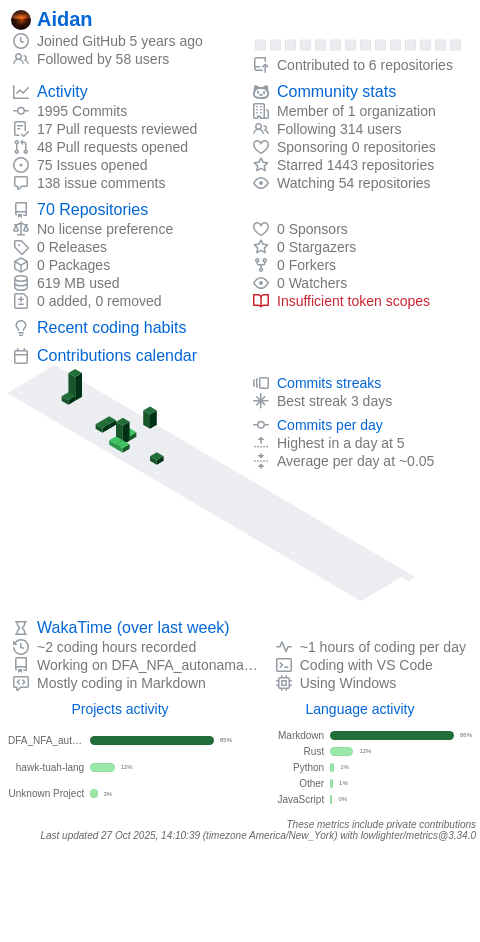 Aidan
Joined GitHub 5 years ago
Followed by 58 users
Contributed to 6 repositories
Activity
1995 Commits
17 Pull requests reviewed
48 Pull requests opened
75 Issues opened
138 issue comments
Community stats
Member of 1 organization
Following 314 users
Sponsoring 0 repositories
Starred 1443 repositories
Watching 54 repositories
70 Repositories
No license preference
0 Releases
0 Packages
619 MB used
0 added, 0 removed
0 Sponsors
0 Stargazers
0 Forkers
0 Watchers
Insufficient token scopes
Recent coding habits
Contributions calendar
Commits streaks
Best streak 3 days
Commits per day
Highest in a day at 5
Average per day at ~0.05
WakaTime (over last week)
~2 coding hours recorded
Working on DFA_NFA_autonama…
Mostly coding in Markdown
~1 hours of coding per day
Coding with VS Code
Using Windows
Projects activity
DFA_NFA_aut… 85%
hawk-tuah-lang 12%
Unknown Project 3%
Language activity
Markdown 86%
Rust 12%
Python 1%
Other 1%
JavaScript 0%
These metrics include private contributions
Last updated 27 Oct 2025, 14:10:39 (timezone America/New_York) with lowlighter/metrics@3.34.0